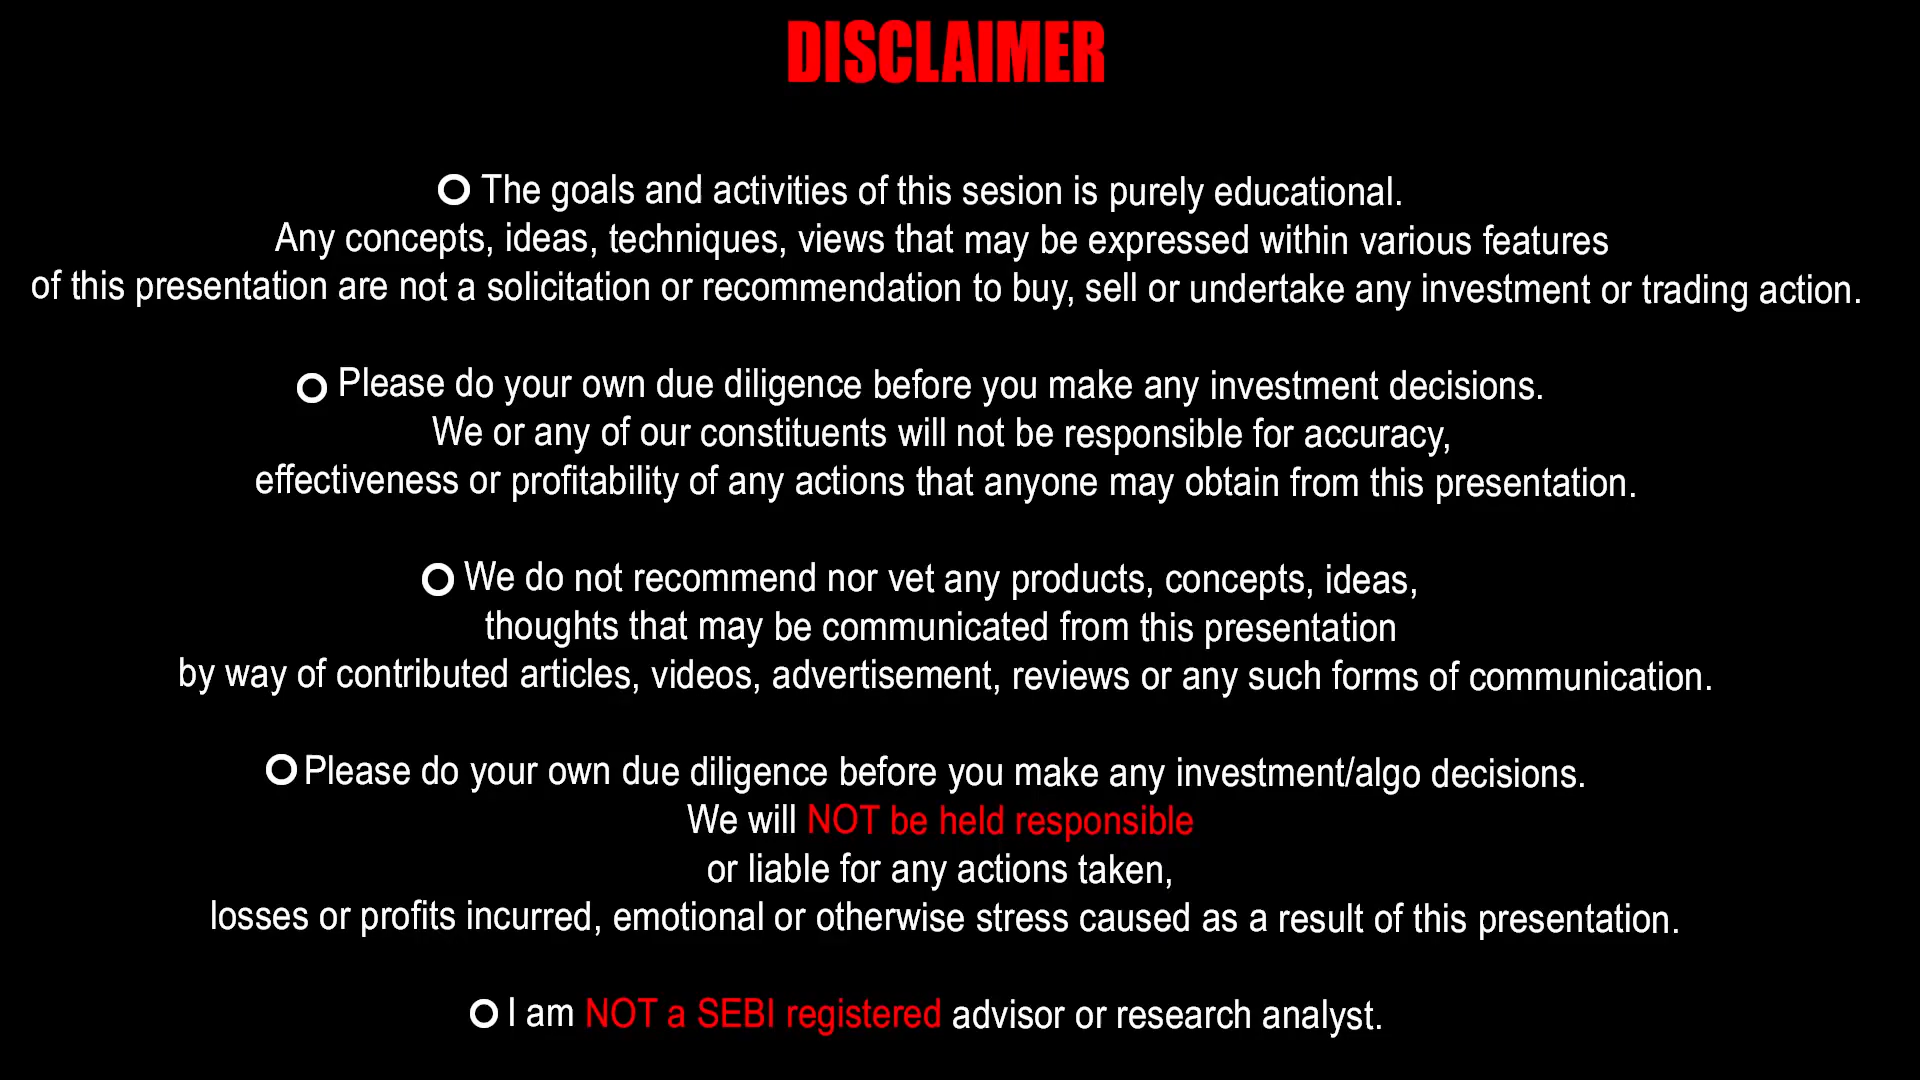 DISCLAIMER
The goals and activities of this sesion is purely educational.
Any concepts, ideas, techniques, views that may be expressed within various features
of this presentation are not a solicitation or recommendation to buy, sell or undertake any investment or trading action.
Please do your own due diligence before you make any investment decisions.
We or any of our constituents will not be responsible for accuracy,
effectiveness or profitability of any actions that anyone may obtain from this presentation.
We do not recommend nor vet any products, concepts, ideas,
thoughts that may be communicated from this presentation
by way of contributed articles, videos, advertisement, reviews or any such forms of communication.
Please do your own due diligence before you make any investment/algo decisions.
We will NOT be held responsible
or liable for any actions taken,
losses or profits incurred, emotional or otherwise stress caused as a result of this presentation.
I am NOT a SEBI registered advisor or research analyst.